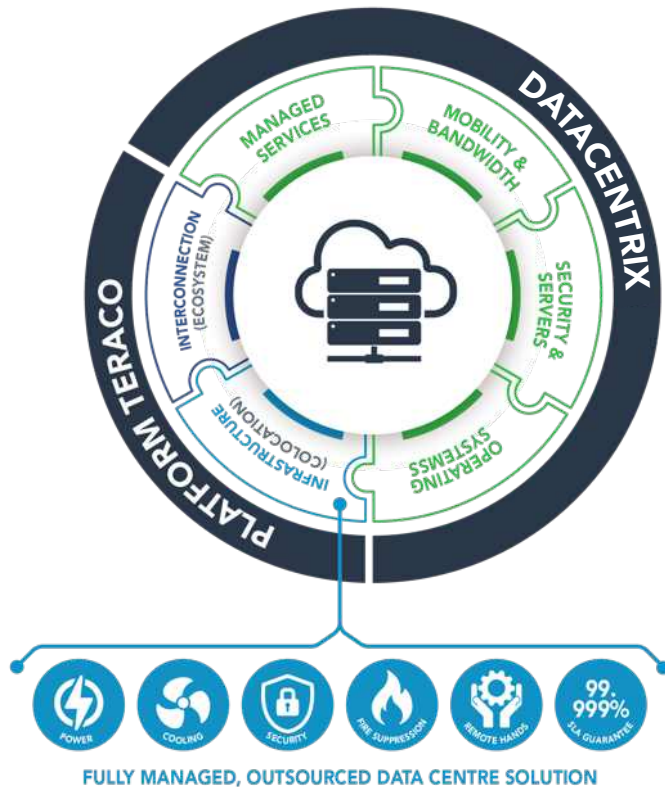 DATACENTRIX
PLATFORM TERACO
MANAGED
SERVICES
MOBILITY &
BANDWIDTH
SECURITY &
SERVERS
OPERATING
SYSTEMSS
INFRASTRUCTURE
(COLOCATION)
INTERCONNECTION
(ECOSYSTEM)
POWER
COOLING
SECURITY
FIRE SUPPRESSION
REMOTE HANDS
99.
999%
SLA GUARANTEE
FULLY MANAGED, OUTSOURCED DATA CENTRE SOLUTION